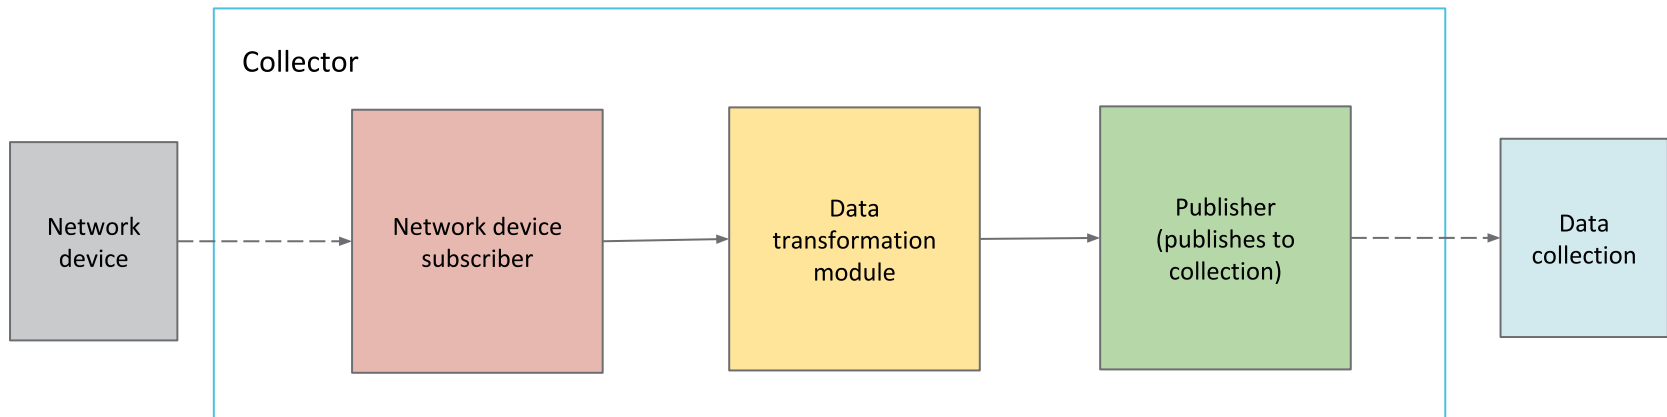 Collector
Network
device
Network device
subscriber
Data
transformation
module
Publisher
(publishes to
collection)
Data
collection